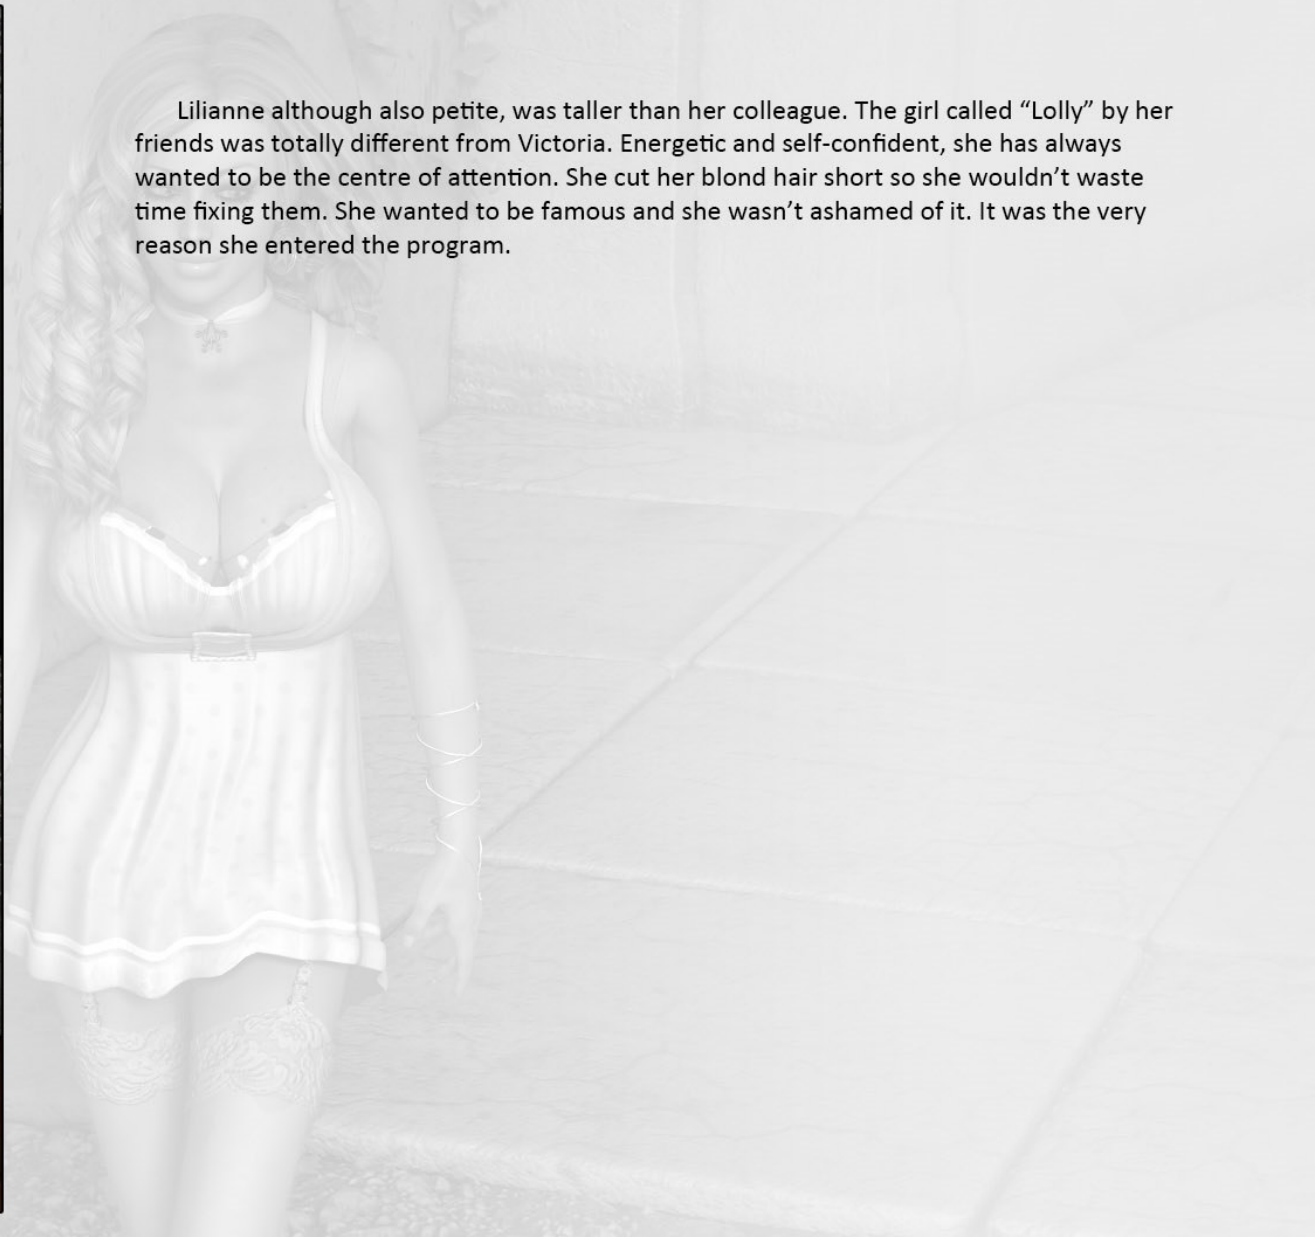 Lilianne although also petite, was taller than her colleague. The girl called “Lolly” by her
friends was totally different from Victoria. Energetic and self-confident, she has always
wanted to be the centre of attention. She cut her blond hair short so she wouldn’t waste
time fixing them. She wanted to be famous and she wasn’t ashamed of it. It was the very
reason she entered the program.